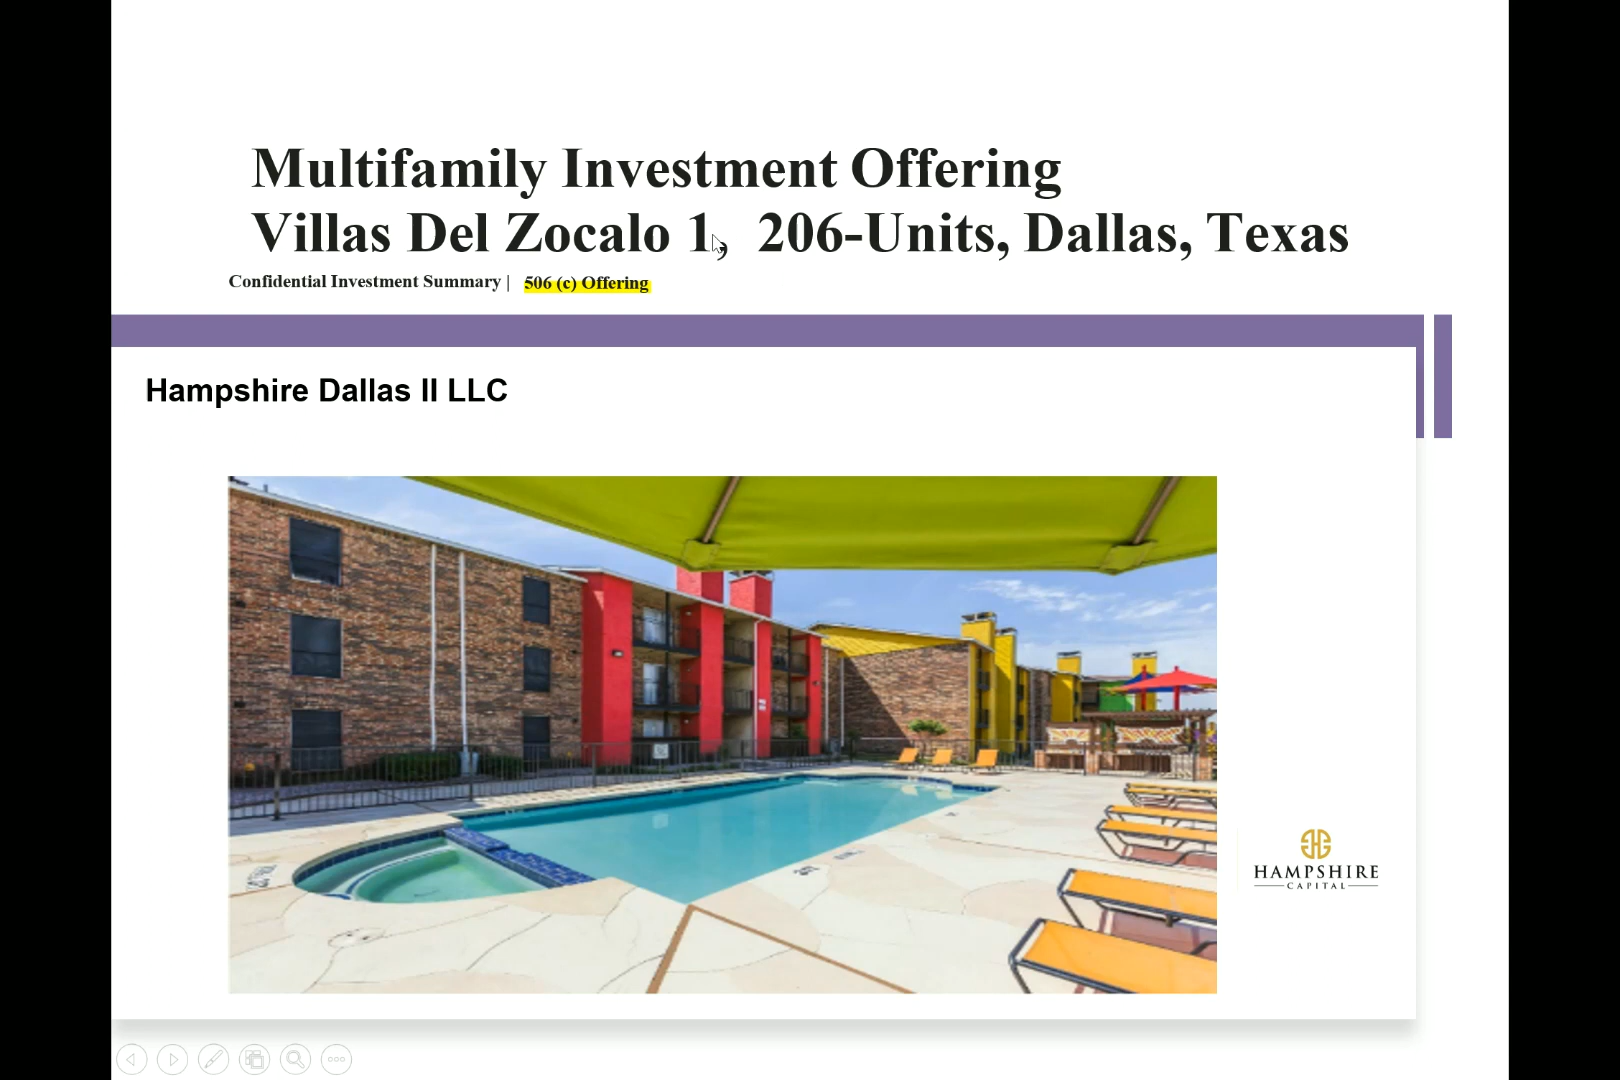 Multifamily Investment Offering
Villas Del Zocalo 1, 206-Units, Dallas, Texas
Confidential Investment Summary | 506 (c) Offering
Hampshire Dallas II LLC
HAMPSHIRE
CAPITAL